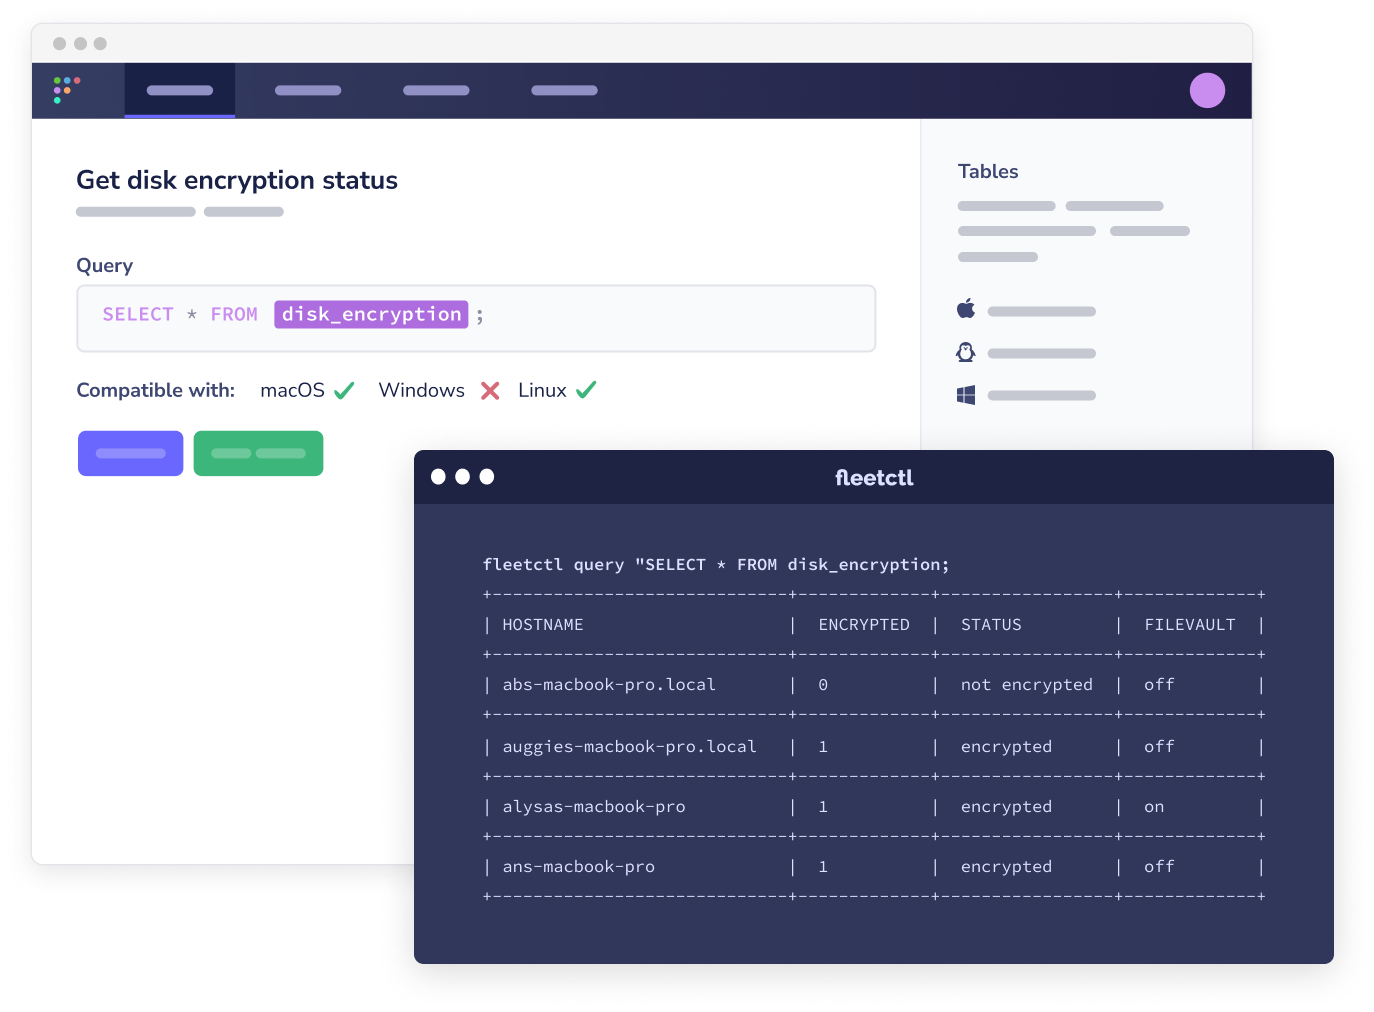 Get disk encryption status
Tables
Query
SELECT * FROM disk_encryption ;
Compatible with: macOS Windows Linux
fleetctl
fleetctl query "SELECT * FROM disk_encryption;
+-----------------------------+-------------+-----------------+-------------+
| HOSTNAME | ENCRYPTED | STATUS | FILEVAULT |
+-----------------------------+-------------+-----------------+-------------+
| abs-macbook-pro.local | 0 | not encrypted | off |
+-----------------------------+-------------+-----------------+-------------+
| auggies-macbook-pro.local | 1 | encrypted | off |
+-----------------------------+-------------+-----------------+-------------+
| alysas-macbook-pro | 1 | encrypted | on |
+-----------------------------+-------------+-----------------+-------------+
| ans-macbook-pro | 1 | encrypted | off |
+-----------------------------+-------------+-----------------+-------------+